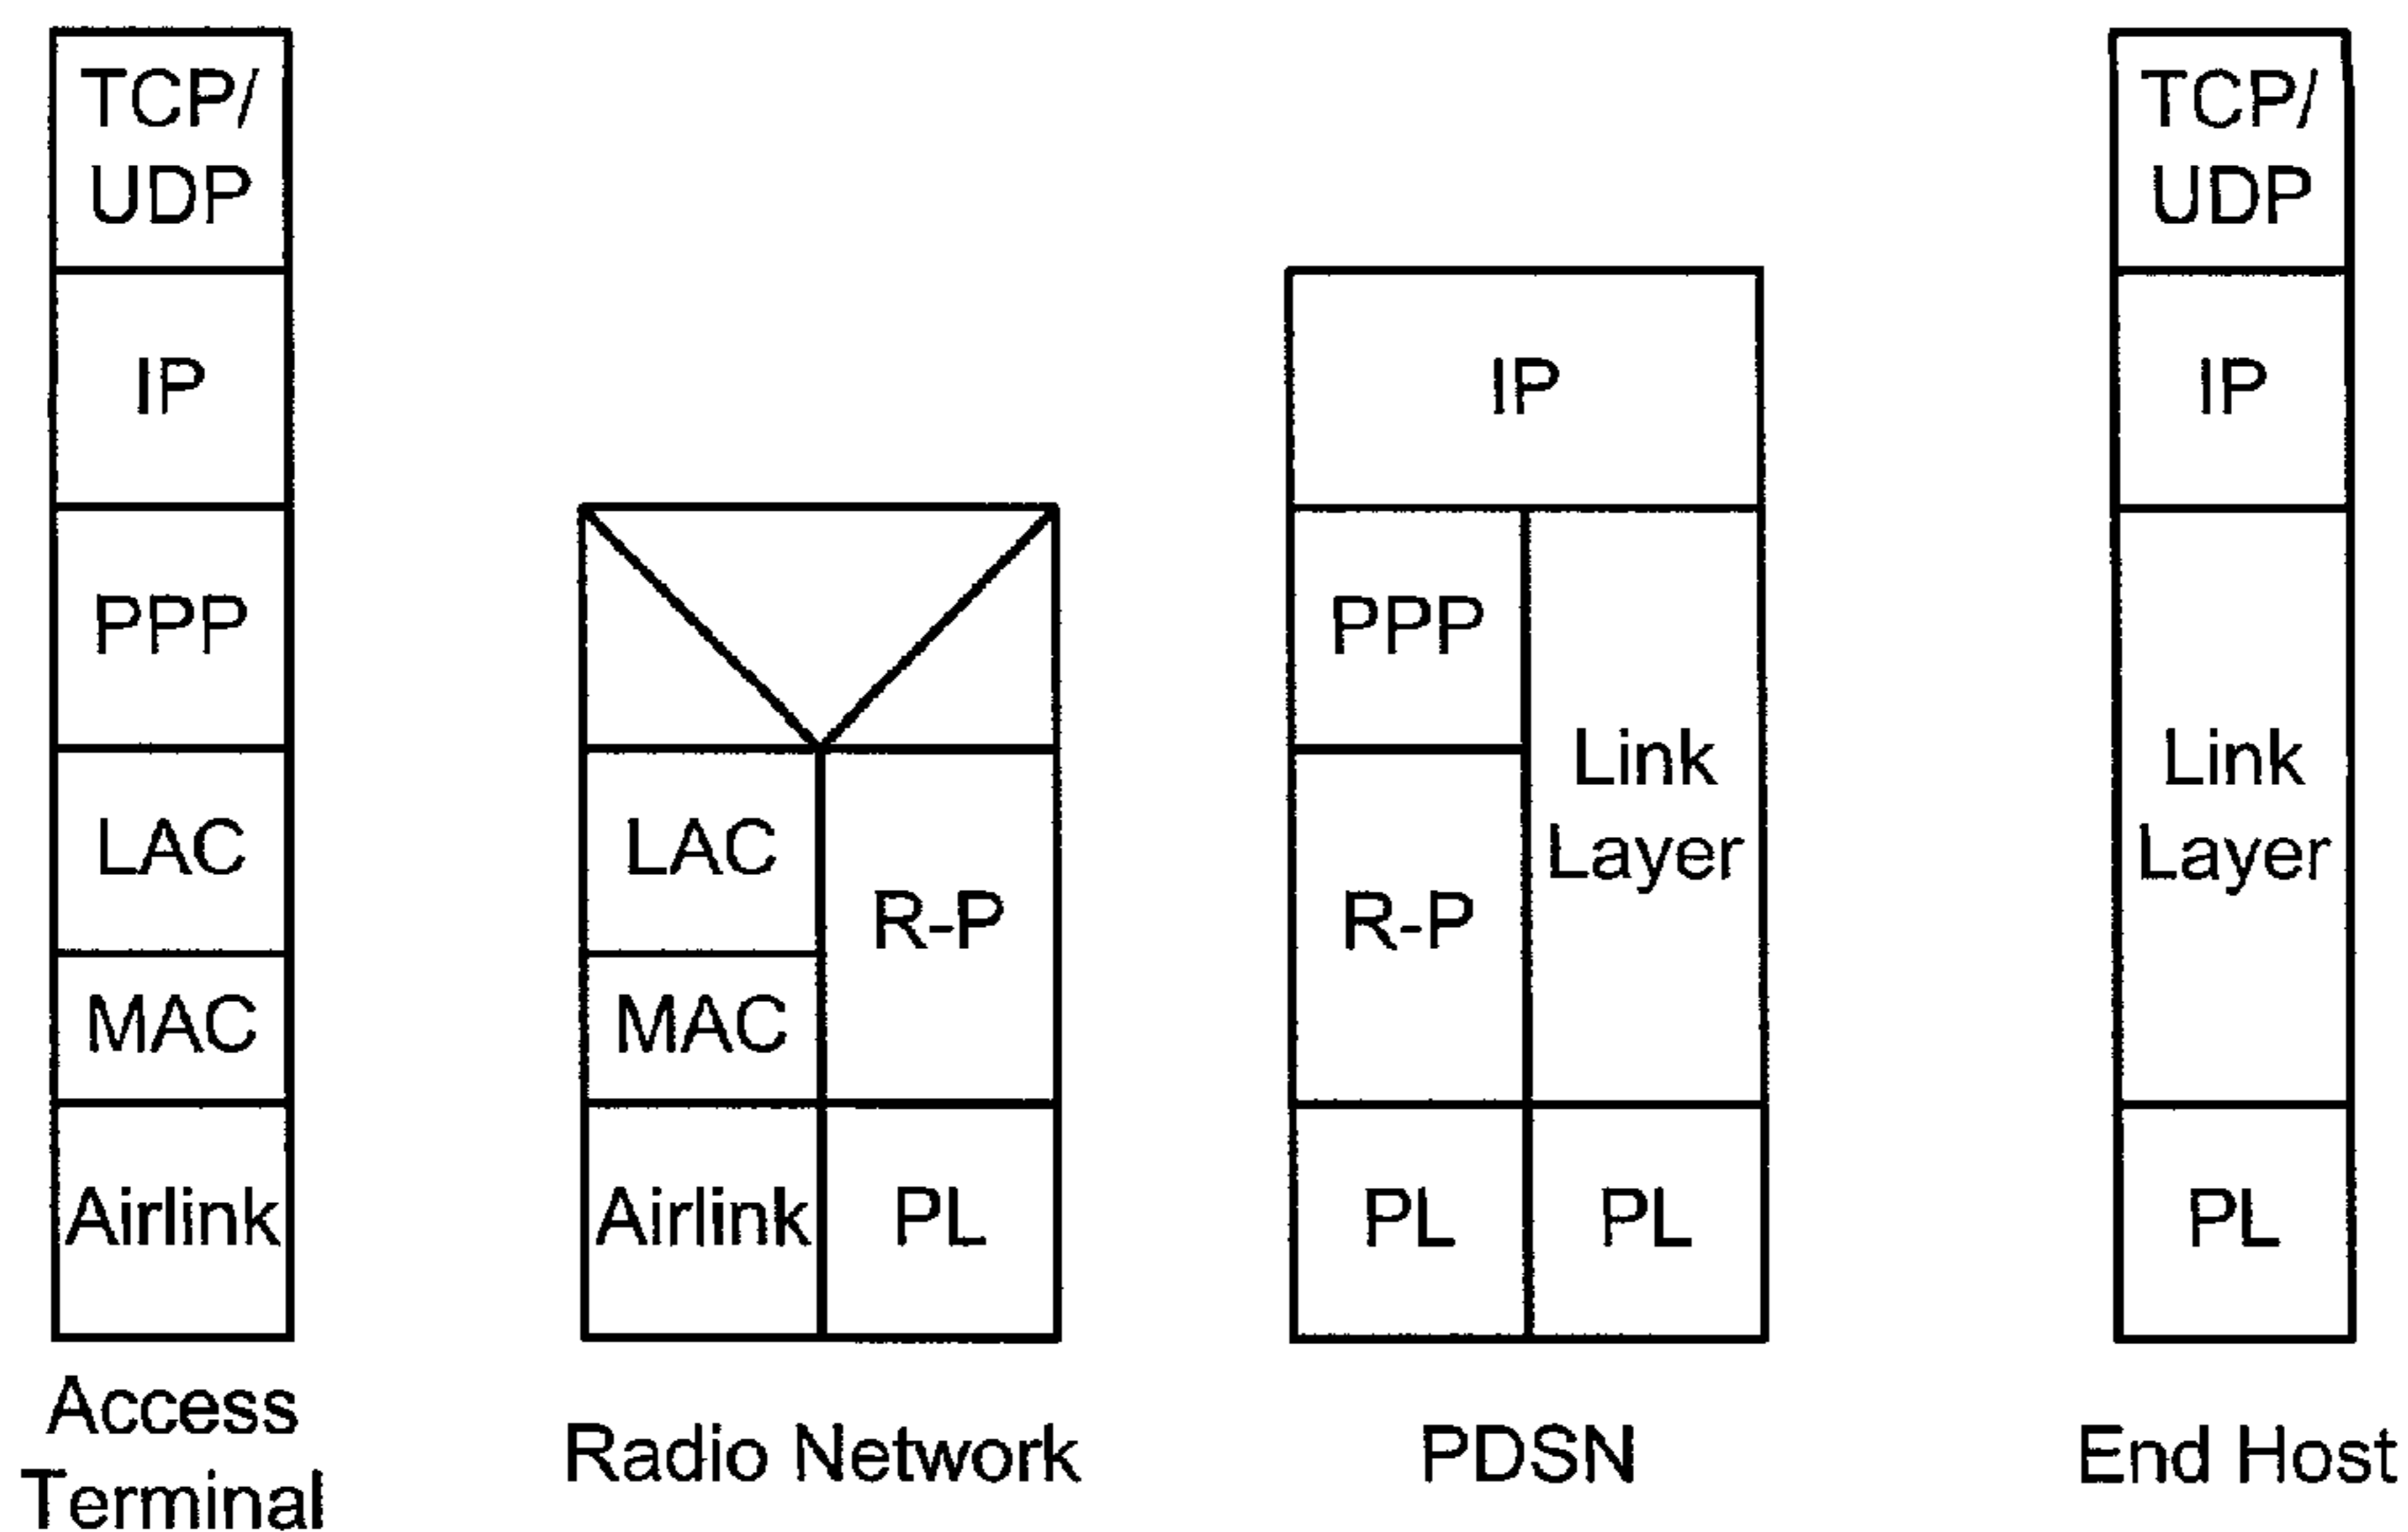 TCP/
UDP
IP
PPP
LAC
MAC
Airlink
Access
Terminal
LAC
MAC
Airlink
R-P
PL
Radio Network
IP
PPP
R-P
PL
Link
Layer
PL
PDSN
TCP/
UDP
IP
Link
Layer
PL
End Host